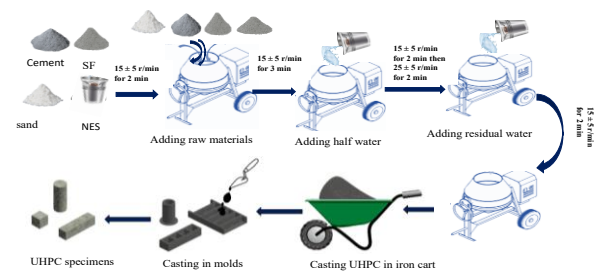 Cement
SF
sand
NES
15 ± 5 r/min
for 2 min
Adding raw materials
15 ± 5 r/min
for 3 min
Adding half water
15 ± 5 r/min
for 2 min then
25 ± 5 r/min
for 2 min
Adding residual water
15 ± 5 r/min
for 2 min
Casting UHPC in iron cart
Casting in molds
UHPC specimens